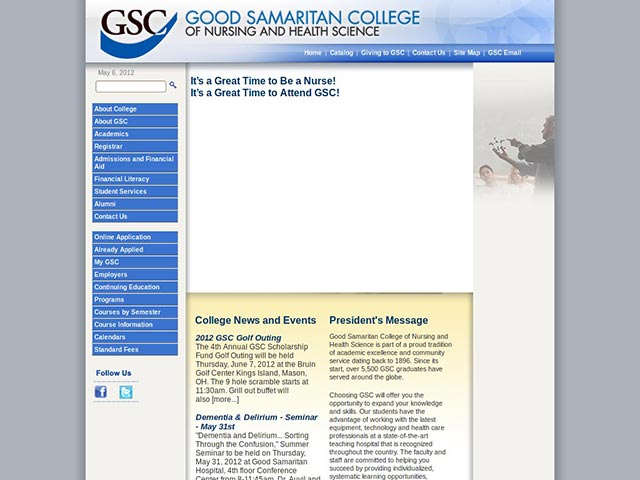 GSC GOOD SAMARITAN COLLEGE
OF NURSING AND HEALTH SCIENCE
Home | Catalog | Giving to GSC | Contact Us | Site Map | GSC Email
May 6, 2012
It's a Great Time to Be a Nurse!
It's a Great Time to Attend GSC!
About College
About GSC
Academics
Registrar
Admissions and Financial
Aid
Financial Literacy
Student Services
Alumni
Contact Us
Online Application
Already Applied
My GSC
Employers
Continuing Education
Programs
Courses by Semester
Course Information
Calendars
Standard Fees
Follow Us
College News and Events
2012 GSC Golf Outing
The 4th Annual GSC Scholarship
Fund Golf Outing will be held
Thursday, June 7, 2012 at the Bruin
Golf Center Kings Island, Mason,
OH. The 9 hole scramble starts at
11:30am. Grill out buffet will
also [more...]
Dementia & Delirium - Seminar
- May 31st
"Dementia and Delirium... Sorting
Through the Confusion," Summer
Seminar to be held on Thursday,
May 31, 2012 at Good Samaritan
Hospital, 4th floor Conference
Center from 8-11:45am. Dr. Auvil and
President's Message
Good Samaritan College of Nursing and
Health Science is part of a proud tradition
of academic excellence and community
service dating back to 1896. Since its
start, over 5,500 GSC graduates have
served around the globe.
Choosing GSC will offer you the
opportunity to expand your knowledge
and skills. Our students have the
advantage of working with the latest
equipment, technology and health care
professionals at a state-of-the-art
teaching hospital that is recognized
throughout the country. The faculty and
staff are committed to helping you
succeed by providing individualized,
systematic learning opportunities,